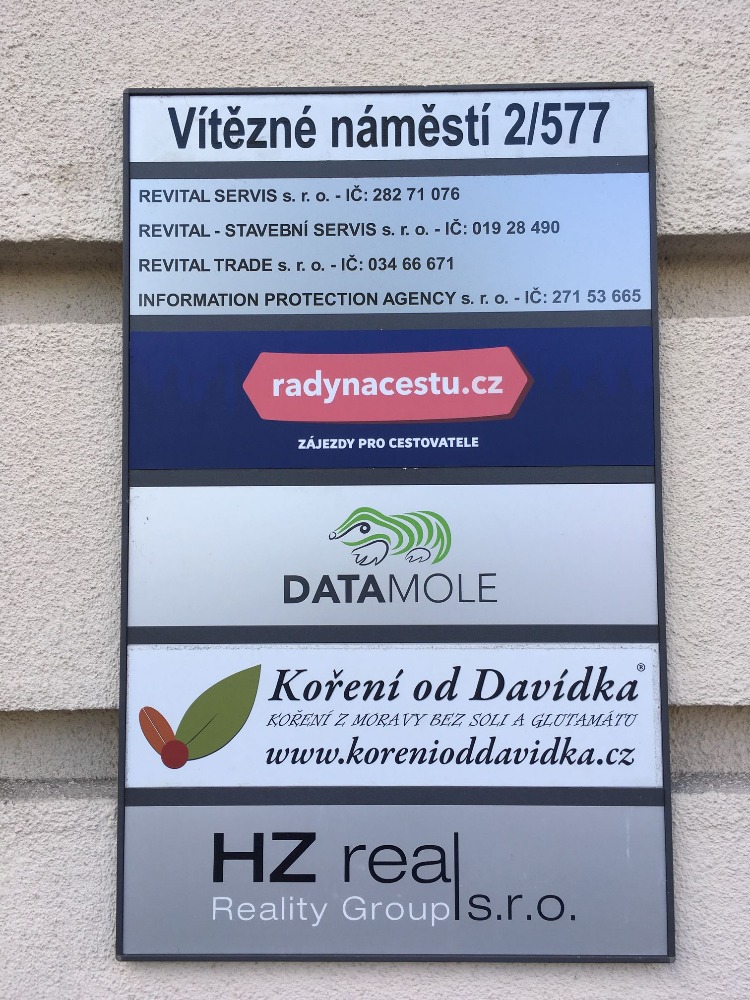 Vítězné náměstí 2/577
REVITAL SERVIS s. r. o. - IČ: 282 71 076
REVITAL - STAVEBNÍ SERVIS s. r. o. - IČ: 019 28 490
REVITAL TRADE s. r. o. - IČ: 034 66 671
INFORMATION PROTECTION AGENCY s. r. o. - IČ: 271 53 665
radynacestu.cz
ZÁJEZDY PRO CESTOVATELE
DATAMOLE
Koření od Davídka®
KOŘENÍ Z MORAVY BEZ SOLI A GLUTAMÁTU
www.korenioddavidka.cz
HZ real
Reality Group s.r.o.